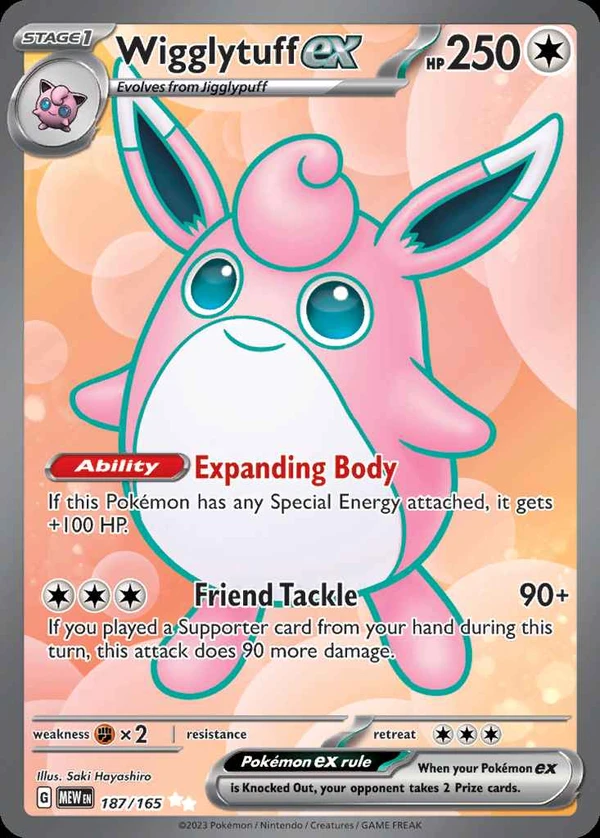 STAGE1 Wigglytuff ex HP 250
Evolves from Jigglypuff
Ability Expanding Body
If this Pokémon has any Special Energy attached, it gets
+100 HP.
Friend Tackle 90+
If you played a Supporter card from your hand during this
turn, this attack does 90 more damage.
weakness ×2 resistance retreat
Pokémon ex rule When your Pokémon ex
is Knocked Out, your opponent takes 2 Prize cards.
Illus. Saki Hayashiro
G MEW EN 187/165
©2023 Pokémon / Nintendo / Creatures / GAME FREAK